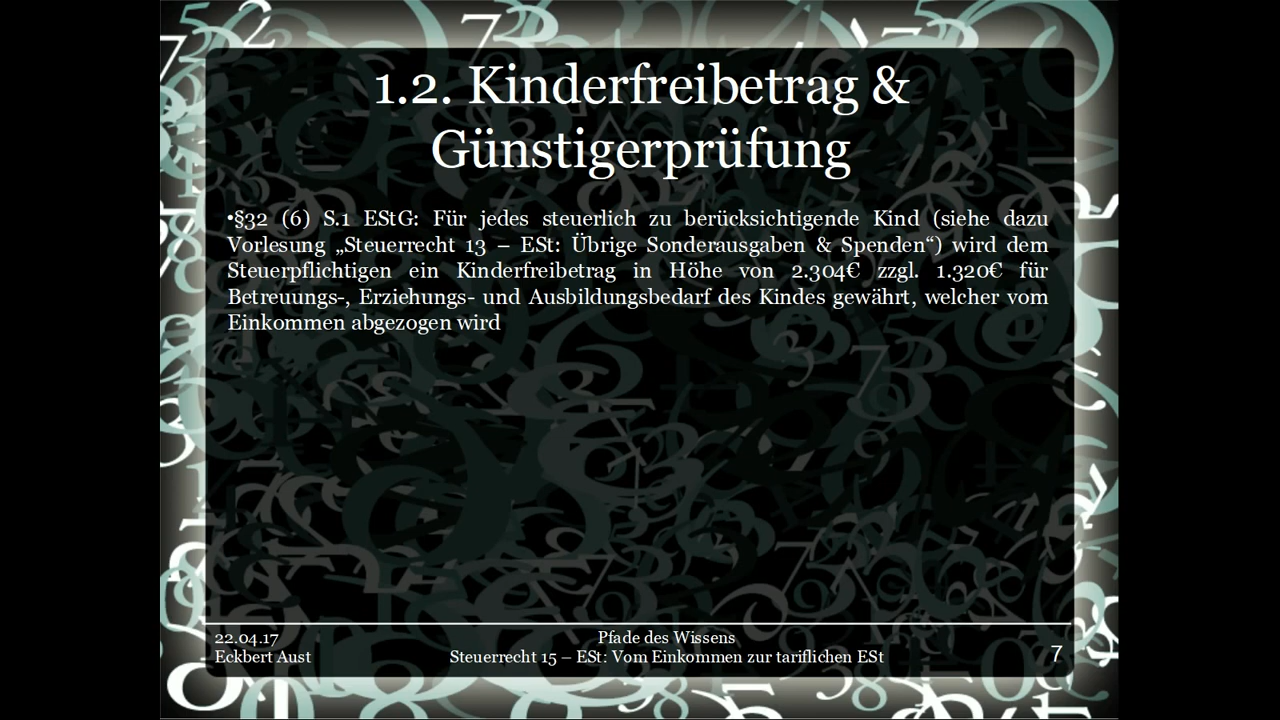 1.2. Kinderfreibetrag &
Günstigerprüfung
•§32 (6) S.1 EStG: Für jedes steuerlich zu berücksichtigende Kind (siehe dazu
Vorlesung „Steuerrecht 13 – ESt: Übrige Sonderausgaben & Spenden“) wird dem
Steuerpflichtigen ein Kinderfreibetrag in Höhe von 2.304€ zzgl. 1.320€ für
Betreuungs-, Erziehungs- und Ausbildungsbedarf des Kindes gewährt, welcher vom
Einkommen abgezogen wird
22.04.17
Eckbert Aust
Pfade des Wissens
Steuerrecht 15 – ESt: Vom Einkommen zur tariflichen ESt
7